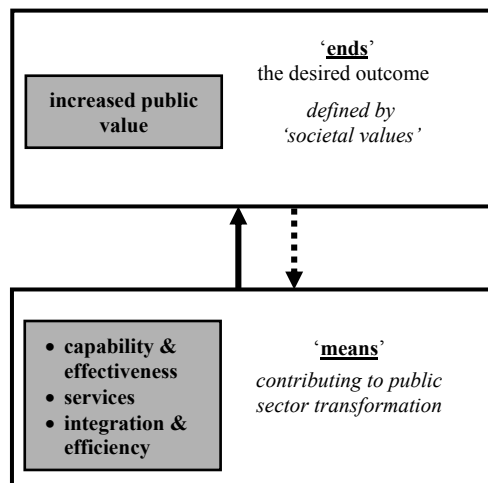 ‘ends’
the desired outcome
increased public
value
defined by
‘societal values’
• capability &
effectiveness
• services
• integration &
efficiency
‘means’
contributing to public
sector transformation